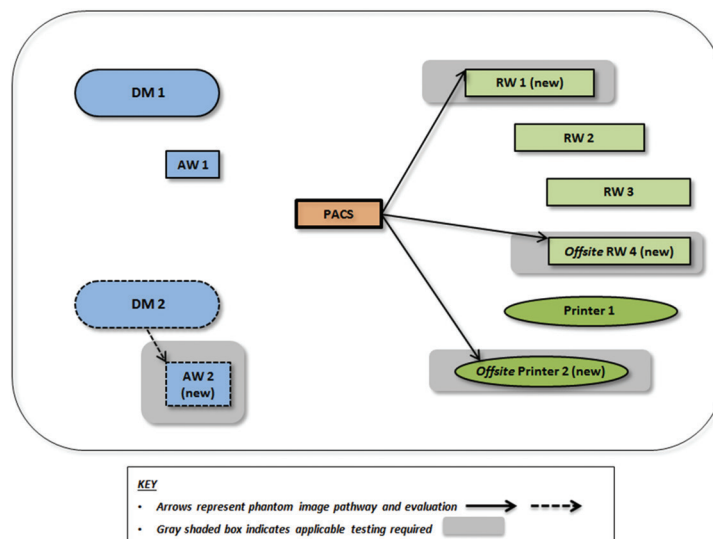 DM 1
AW 1
DM 2
AW 2
(new)
PACS
RW 1 (new)
RW 2
RW 3
Offsite RW 4 (new)
Printer 1
Offsite Printer 2 (new)
KEY
• Arrows represent phantom image pathway and evaluation
• Gray shaded box indicates applicable testing required